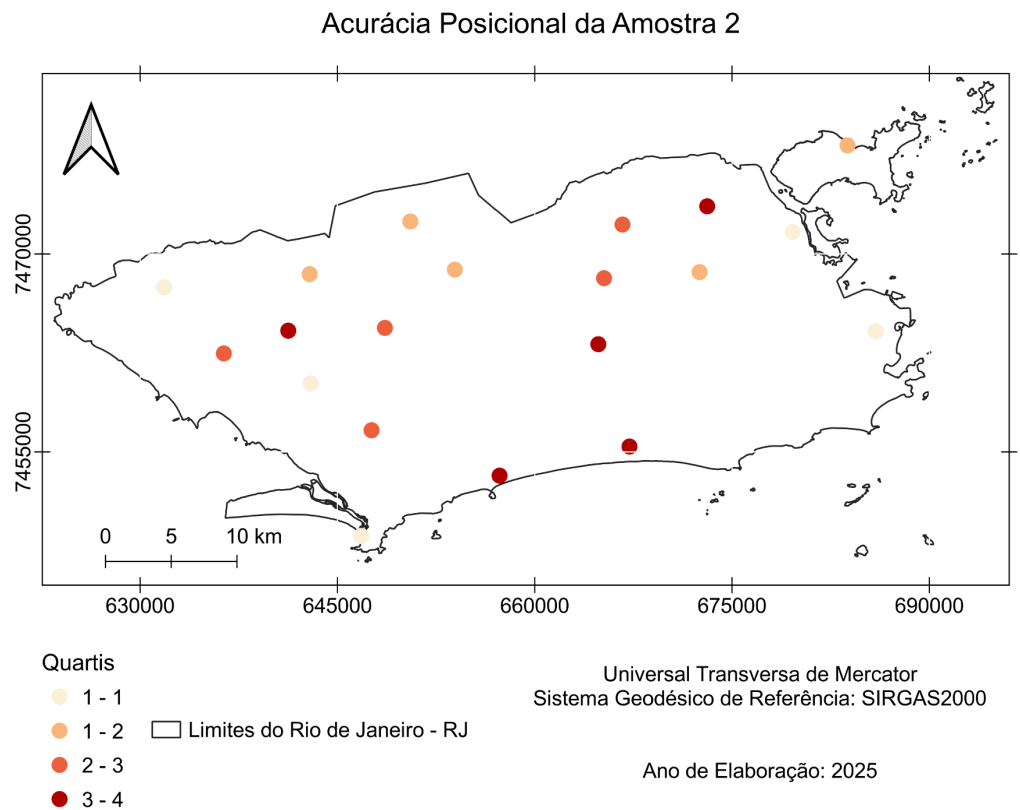 Acurácia Posicional da Amostra 2
7470000
7455000
0 5 10 km
630000 645000 660000 675000 690000
Quartis
1 - 1
1 - 2
2 - 3
3 - 4
Limites do Rio de Janeiro - RJ
Universal Transversa de Mercator
Sistema Geodésico de Referência: SIRGAS2000
Ano de Elaboração: 2025